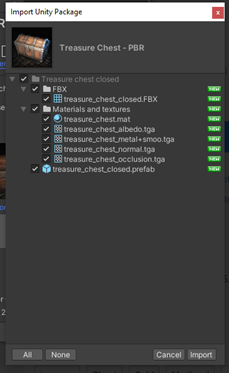 Import Unity Package
x
Treasure Chest - PBR
Treasure chest closed
FBX NEW
treasure_chest_closed.FBX NEW
Materials and textures NEW
treasure_chest.mat NEW
treasure_chest_albedo.tga NEW
treasure_chest_metal+smoo.tga NEW
treasure_chest_normal.tga NEW
treasure_chest_occlusion.tga NEW
treasure_chest_closed.prefab NEW
All None Cancel Import